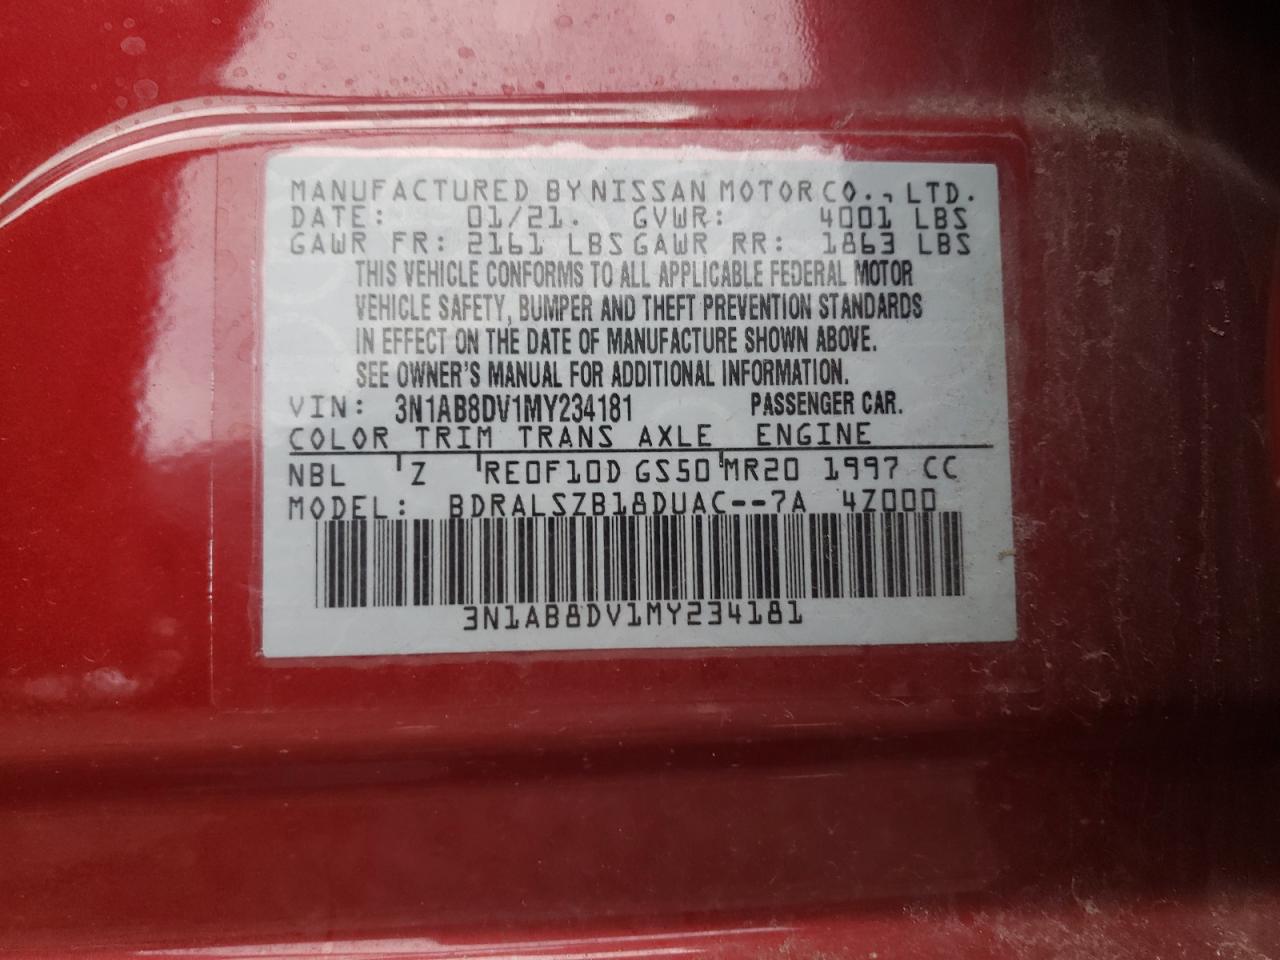 MANUFACTURED BY NISSAN MOTOR CO., LTD.
DATE: 01/21. GVWR: 4001 LBS
GAWR FR: 2161 LBS GAWR RR: 1863 LBS
THIS VEHICLE CONFORMS TO ALL APPLICABLE FEDERAL MOTOR
VEHICLE SAFETY, BUMPER AND THEFT PREVENTION STANDARDS
IN EFFECT ON THE DATE OF MANUFACTURE SHOWN ABOVE.
SEE OWNER'S MANUAL FOR ADDITIONAL INFORMATION.
VIN: 3N1AB8DV1MY234181 PASSENGER CAR.
COLOR TRIM TRANS AXLE ENGINE
NBL Z RE0F10D GS50 MR20 1997 CC
MODEL: BDRALSZB18DUAC--7A 4Z000
3N1AB8DV1MY234181